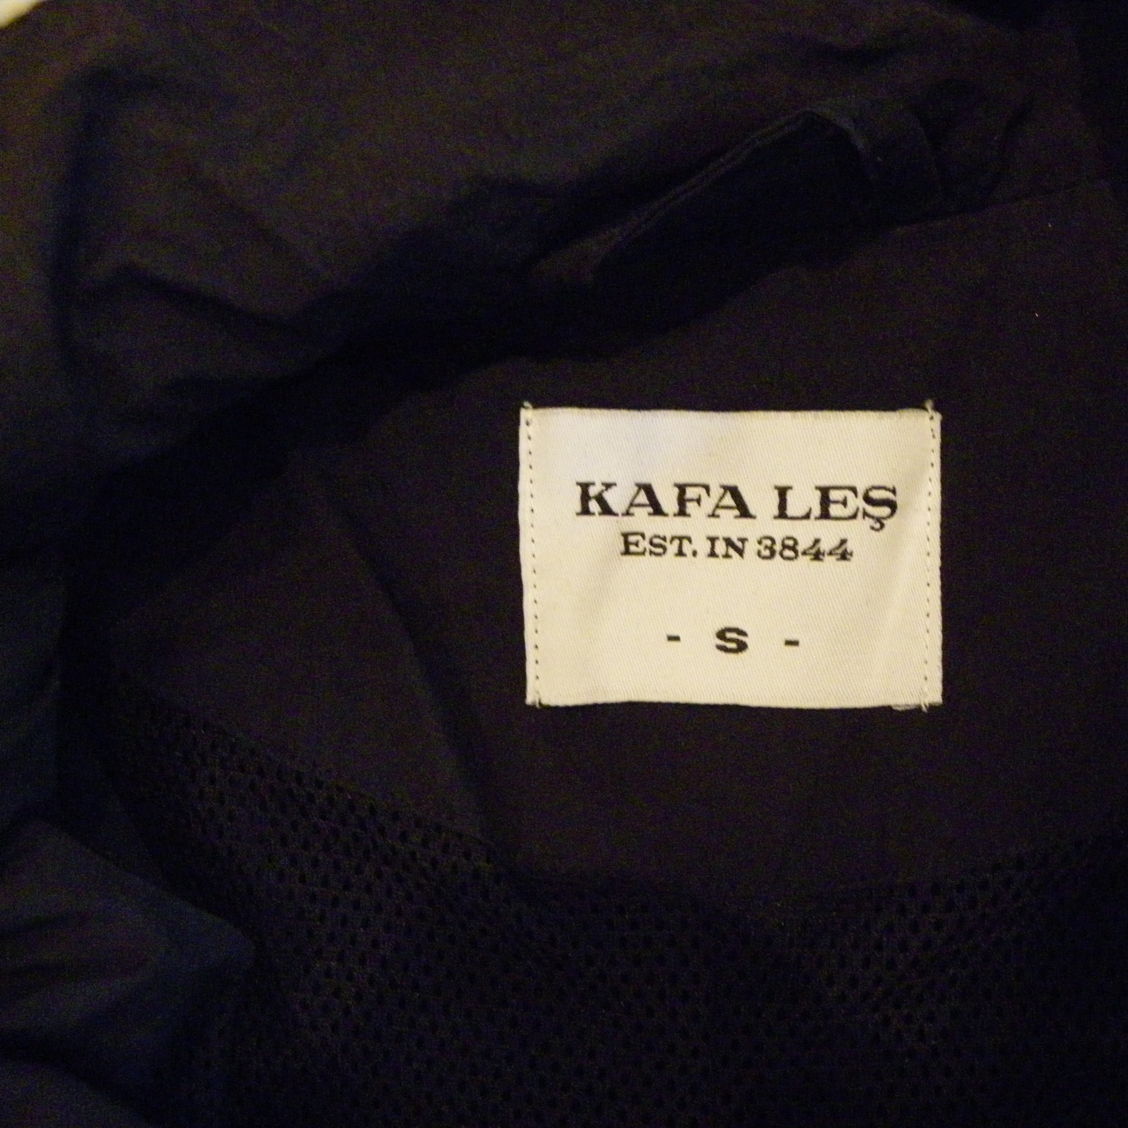 KAFA LEŞ
EST. IN 3844
- S -